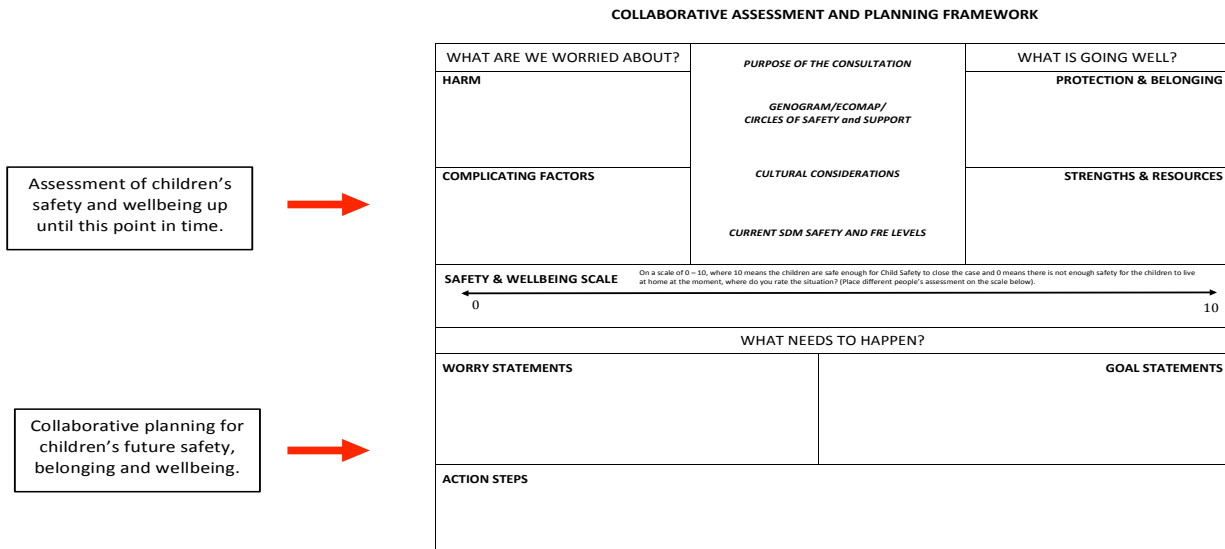 COLLABORATIVE ASSESSMENT AND PLANNING FRAMEWORK
WHAT ARE WE WORRIED ABOUT?
HARM
PURPOSE OF THE CONSULTATION
GENOGRAM/ECOMAP/
CIRCLES OF SAFETY and SUPPORT
WHAT IS GOING WELL?
PROTECTION & BELONGING
Assessment of children's
safety and wellbeing up
until this point in time.
COMPLICATING FACTORS
CULTURAL CONSIDERATIONS
CURRENT SDM SAFETY AND FRE LEVELS
STRENGTHS & RESOURCES
SAFETY & WELLBEING SCALE
On a scale of 0 – 10, where 10 means the children are safe enough for Child Safety to close the case and 0 means there is not enough safety for the children to live
at home at the moment, where do you rate the situation? (Place different people's assessment on the scale below).
0
10
WHAT NEEDS TO HAPPEN?
WORRY STATEMENTS
GOAL STATEMENTS
Collaborative planning for
children's future safety,
belonging and wellbeing.
ACTION STEPS